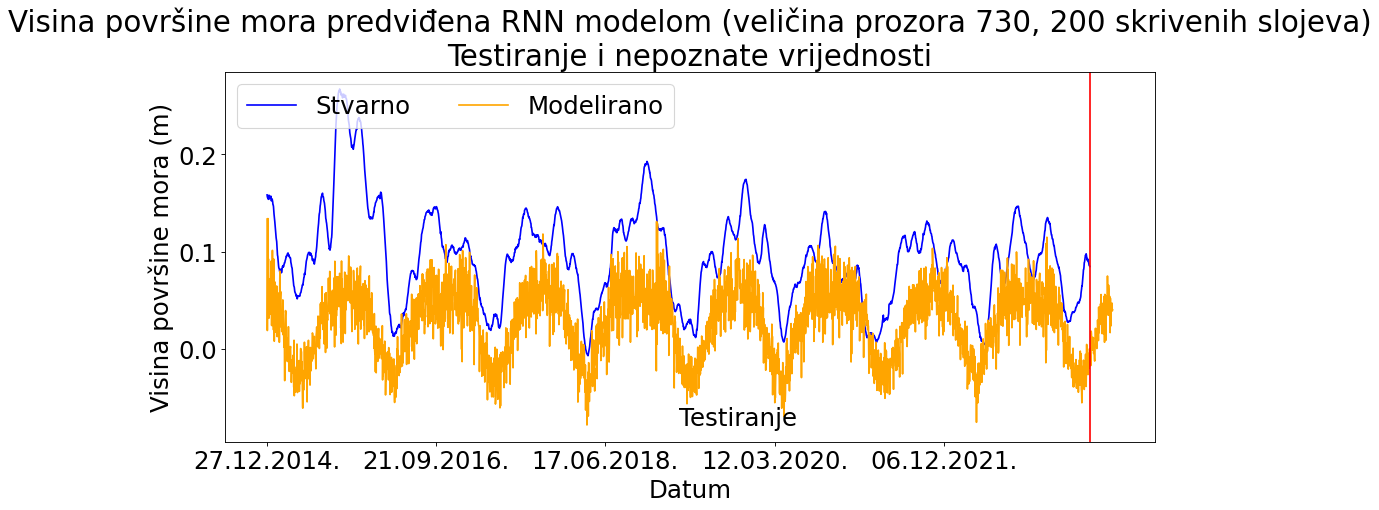 Visina površine mora predviđena RNN modelom (veličina prozora 730, 200 skrivenih slojeva)
Testiranje i nepoznate vrijednosti
Stvarno
Modelirano
Visina površine mora (m)
0.2
0.1
0.0
Testiranje
27.12.2014.
21.09.2016.
17.06.2018.
12.03.2020.
06.12.2021.
Datum